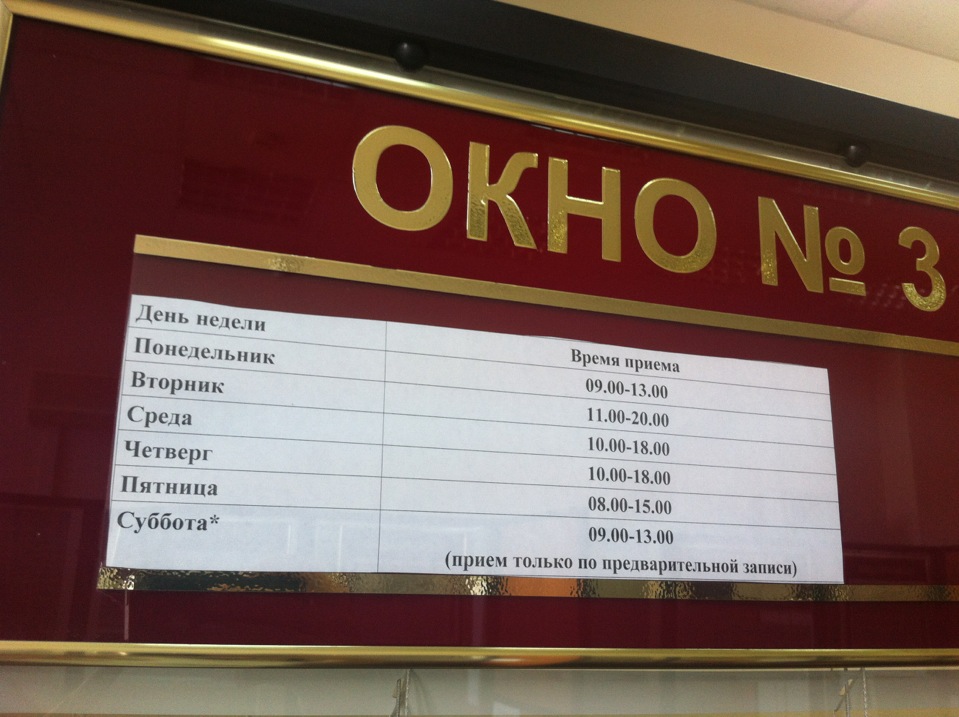 ОКНО № 3
День недели Время приема
Понедельник 09.00-13.00
Вторник 11.00-20.00
Среда 10.00-18.00
Четверг 10.00-18.00
Пятница 08.00-15.00
Суббота* 09.00-13.00
(прием только по предварительной записи)